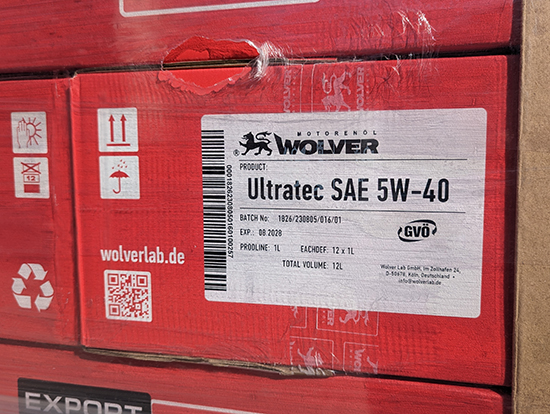 MOTORENÖL
WOLVER
PRODUCT:
Ultratec SAE 5W-40
BATCH No: 1826/230805/016/01
EXP: 08.2028
GVÖ
PRODLINE: 1L EACHDEF: 12 x 1L
TOTAL VOLUME: 12L
Wolver Lab GmbH, Im Zollhafen 24,
D-50678, Köln, Deutschland •
info@wolverlab.de
wolverlab.de
12
EXPORT